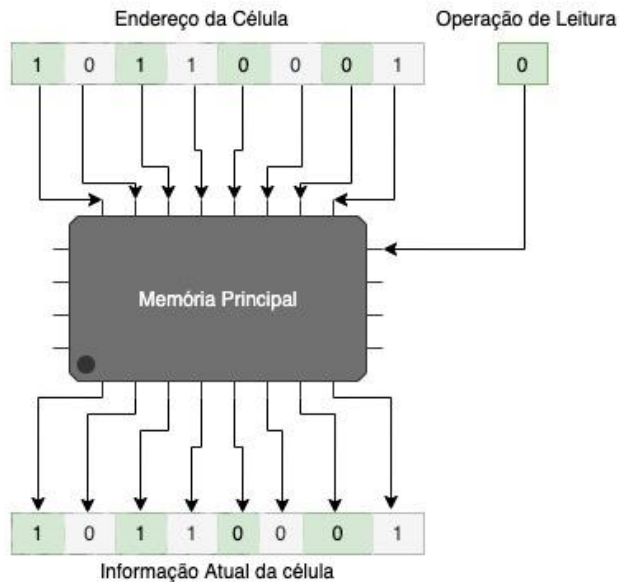 Endereço da Célula
Operação de Leitura
1 0 1 1 0 0 0 1
0
Memória Principal
1 0 1 1 0 0 0 1
Informação Atual da célula